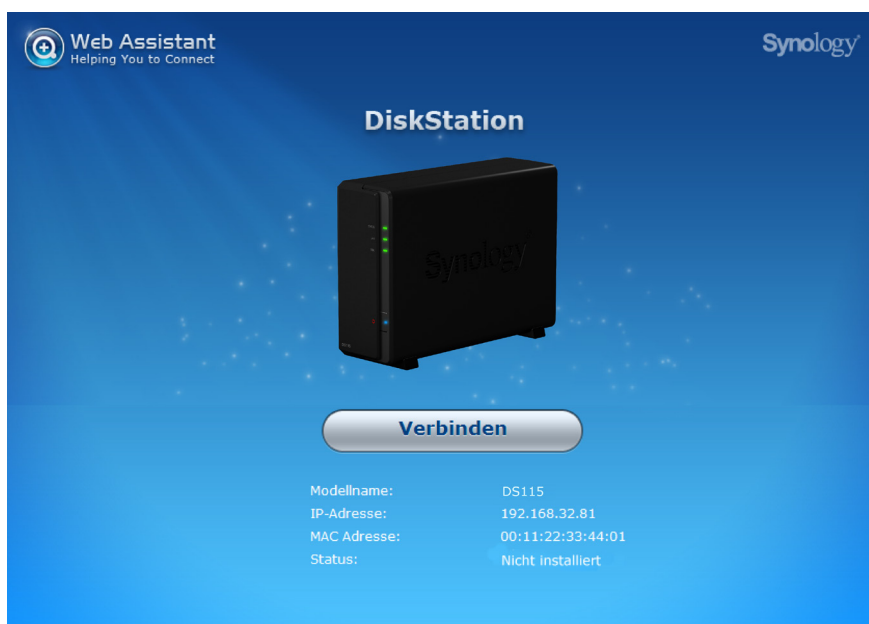 Web Assistant
Helping You to Connect
Synology
DiskStation
Synology
Verbinden
Modellname: DS115
IP-Adresse: 192.168.32.81
MAC Adresse: 00:11:22:33:44:01
Status: Nicht installiert